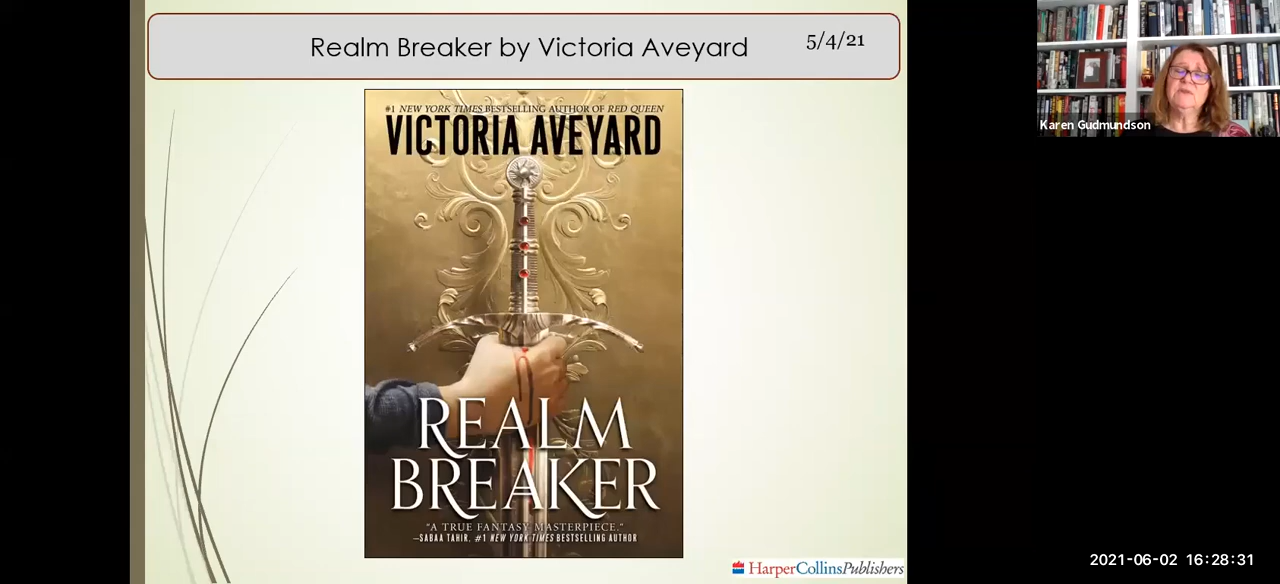 Realm Breaker by Victoria Aveyard
5/4/21
#1 NEW YORK TIMES BESTSELLING AUTHOR OF RED QUEEN
VICTORIA AVEYARD
REALM
BREAKER
"A TRUE FANTASY MASTERPIECE."
—SABAA TAHIR, #1 NEW YORK TIMES BESTSELLING AUTHOR
HarperCollinsPublishers
Karen Gudmundson
2021-06-02 16:28:31